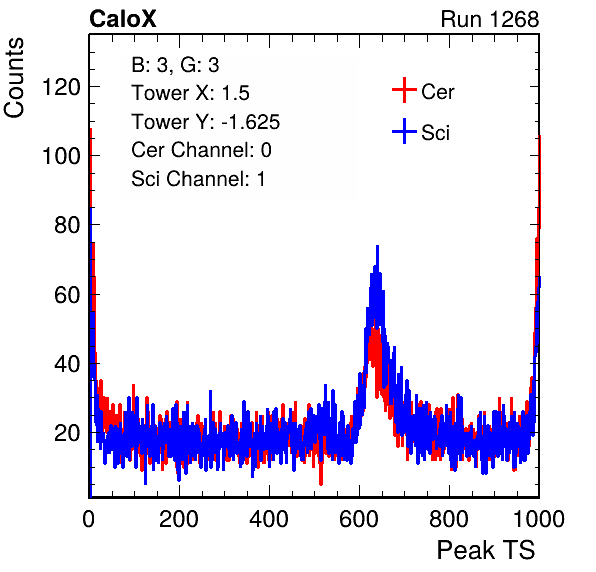 CaloX Run 1268
Counts
B: 3, G: 3
Tower X: 1.5
Tower Y: -1.625
Cer Channel: 0
Sci Channel: 1
Cer
Sci
120
100
80
60
40
20
0 200 400 600 800 1000
Peak TS